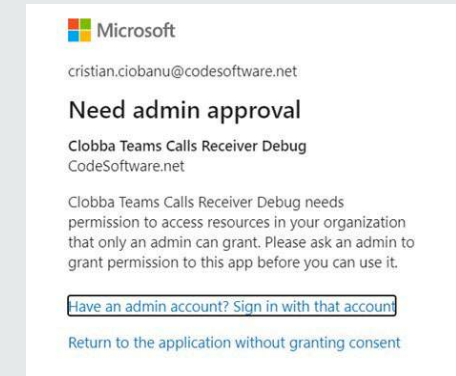 Microsoft
cristian.ciobanu@codesoftware.net
Need admin approval
Clobba Teams Calls Receiver Debug
CodeSoftware.net
Clobba Teams Calls Receiver Debug needs
permission to access resources in your organization
that only an admin can grant. Please ask an admin to
grant permission to this app before you can use it.
Have an admin account? Sign in with that account
Return to the application without granting consent